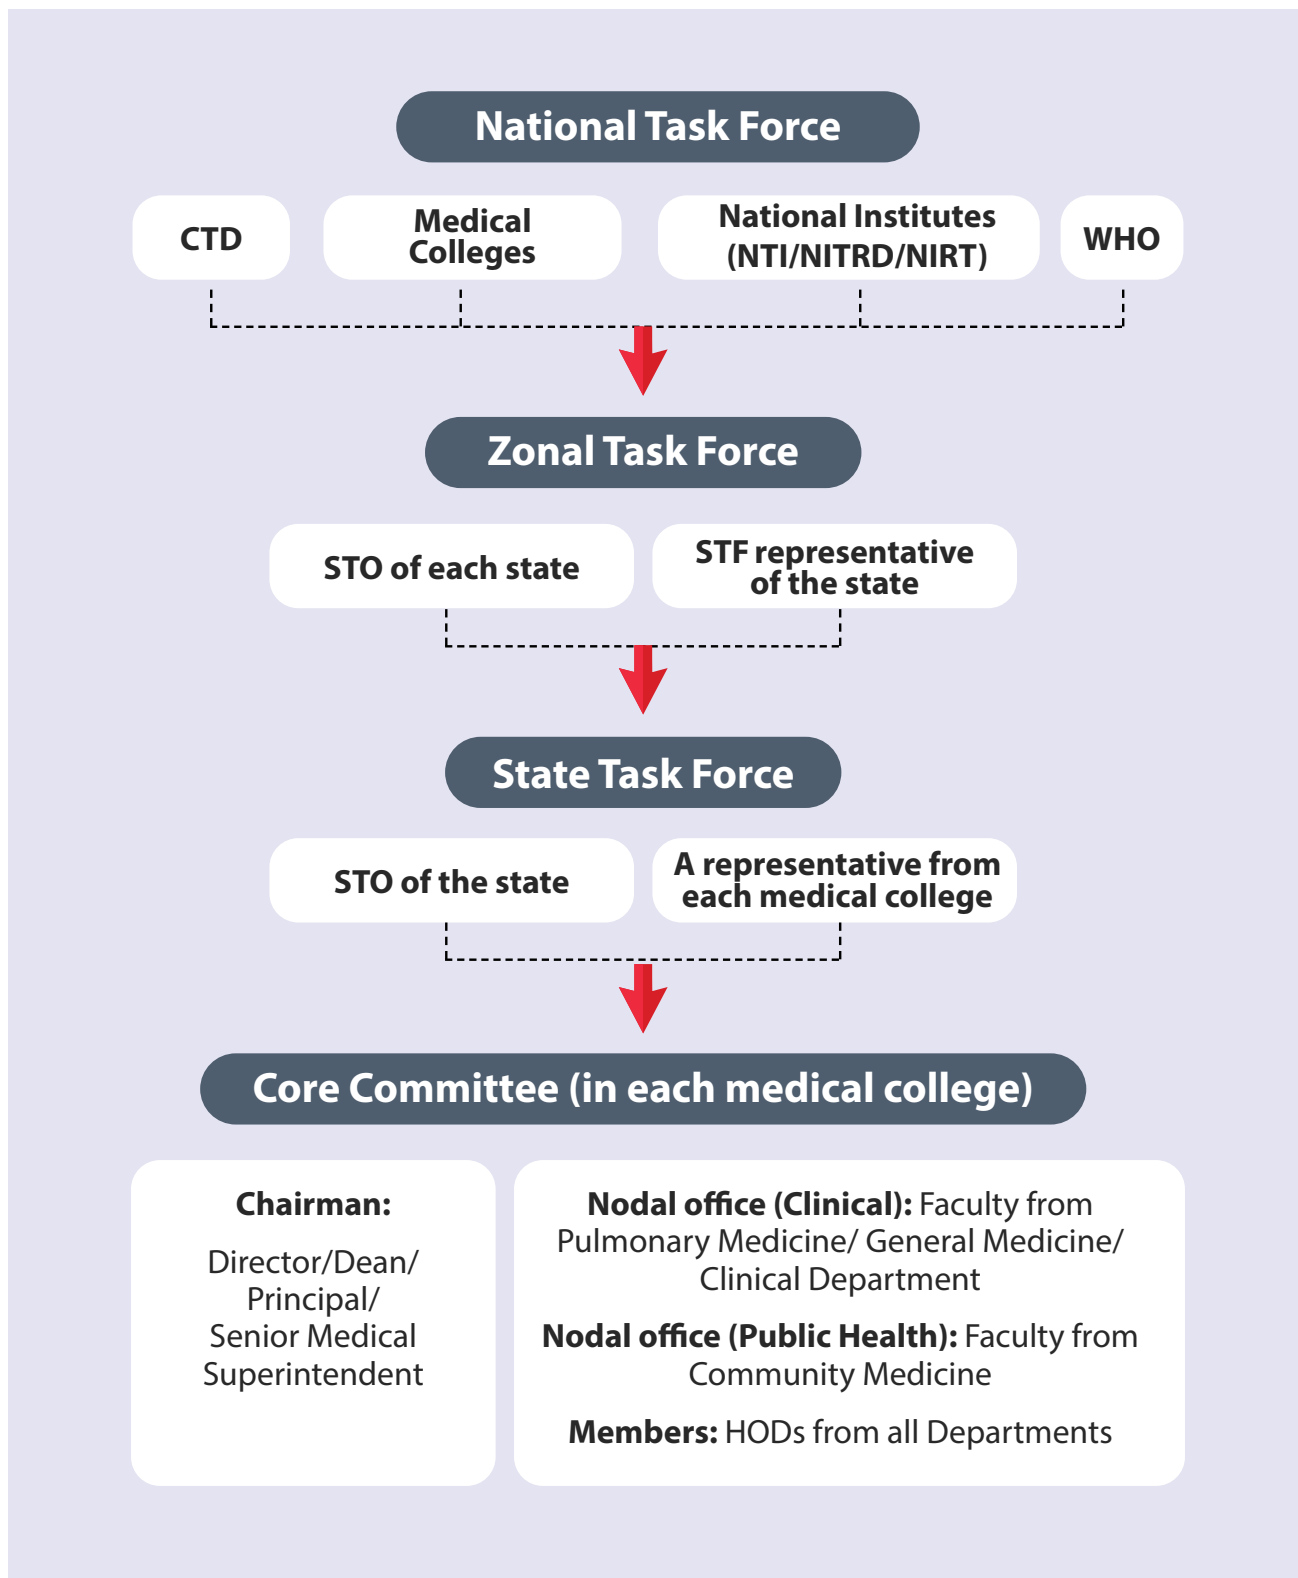 National Task Force
CTD
Medical
Colleges
National Institutes
(NTI/NITRD/NIRT)
WHO
Zonal Task Force
STO of each state
STF representative
of the state
State Task Force
STO of the state
A representative from
each medical college
Core Committee (in each medical college)
Chairman:
Director/Dean/
Principal/
Senior Medical
Superintendent
Nodal office (Clinical): Faculty from
Pulmonary Medicine/ General Medicine/
Clinical Department
Nodal office (Public Health): Faculty from
Community Medicine
Members: HODs from all Departments